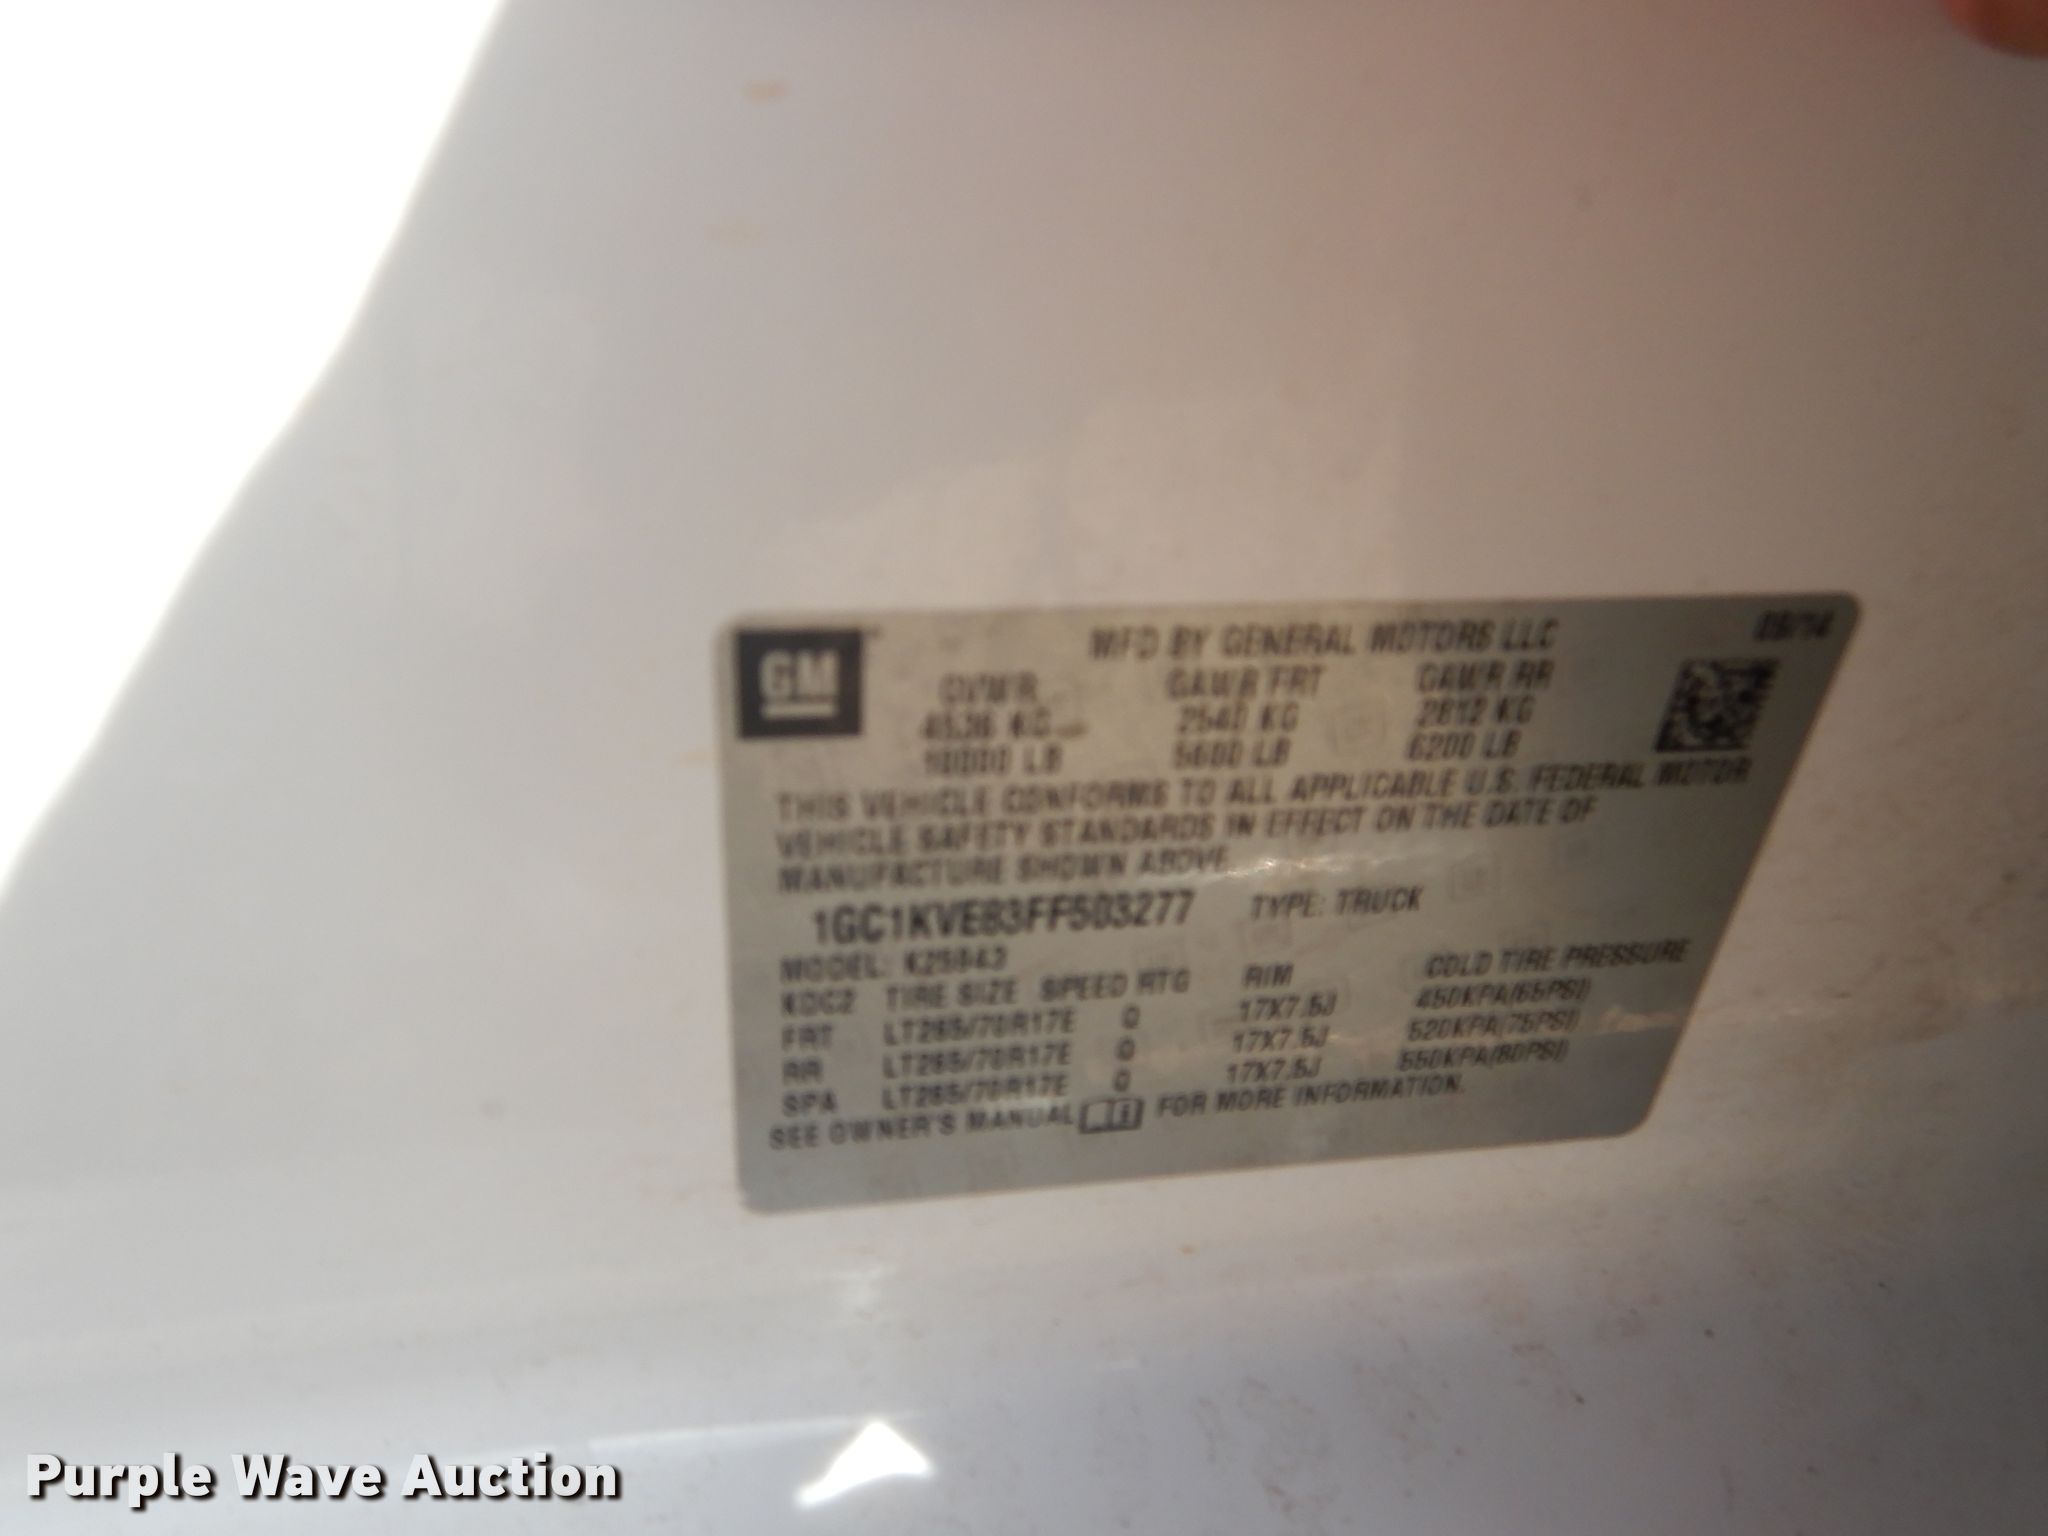 GM
MFD BY GENERAL MOTORS LLC
GVWR GAWR FRT GAWR RR
4536 KG 2540 KG 2812 KG
10000 LB 5600 LB 6200 LB
THIS VEHICLE CONFORMS TO ALL APPLICABLE U.S. FEDERAL MOTOR
VEHICLE SAFETY STANDARDS IN EFFECT ON THE DATE OF
MANUFACTURE SHOWN ABOVE.
TYPE: TRUCK
MODEL:
KDC2 TIRE SIZE SPEED RTG RIM COLD TIRE PRESSURE
FRT LT265/70R17E Q 17X7.5J 450KPA(65PSI)
RR LT265/70R17E Q 17X7.5J 520KPA(75PSI)
SPA LT265/70R17E Q 17X7.5J 550KPA(80PSI)
SEE OWNER'S MANUAL FOR MORE INFORMATION.
Purple Wave Auction